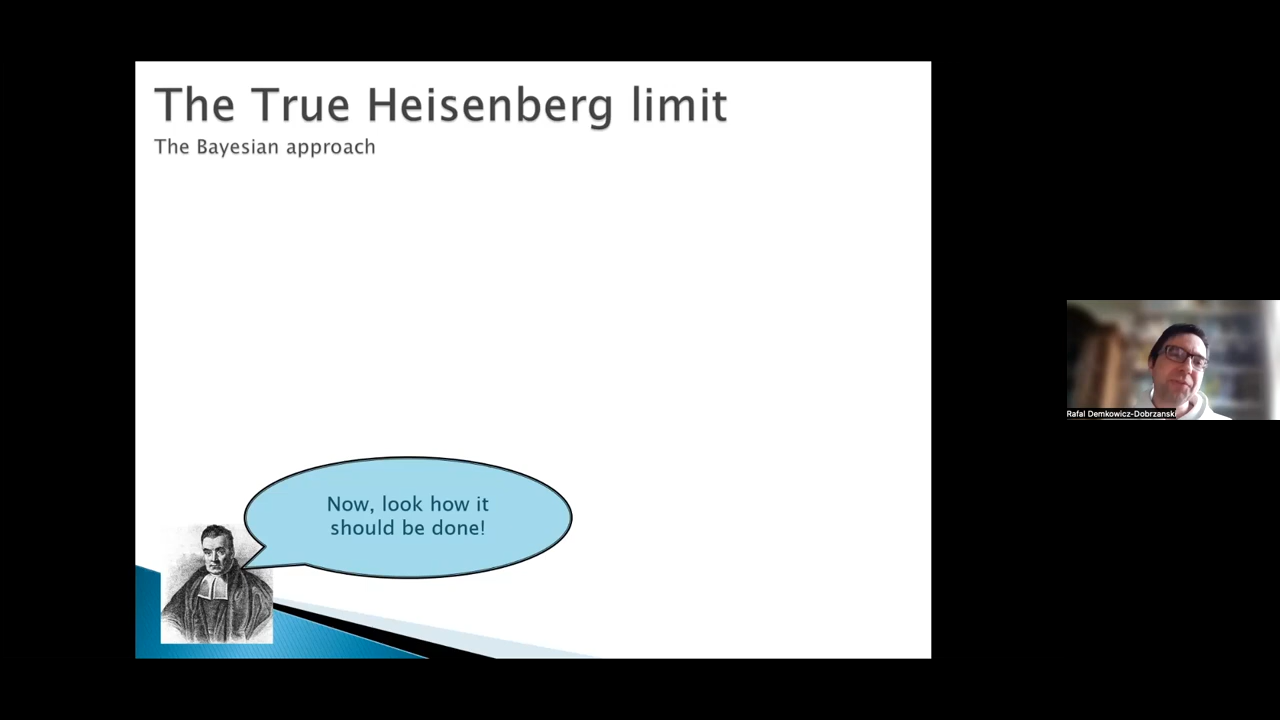 The True Heisenberg limit
The Bayesian approach
Now, look how it
should be done!
Rafal Demkowicz-Dobrzanski